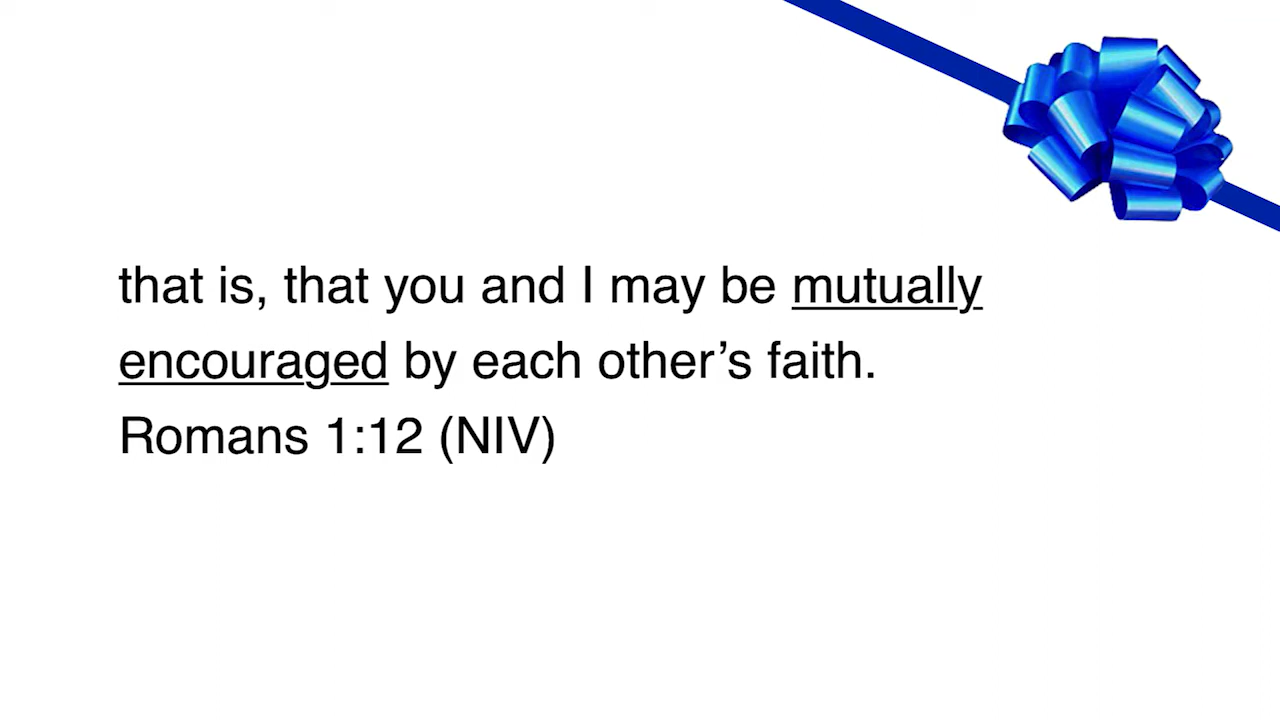 that is, that you and I may be mutually
encouraged by each other’s faith.
Romans 1:12 (NIV)